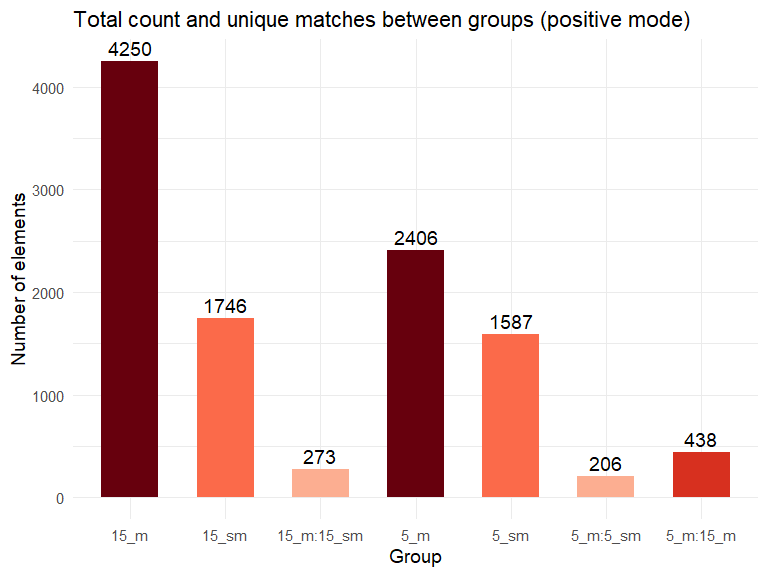 Total count and unique matches between groups (positive mode)
4250
1746
273
2406
1587
206
438
4000
3000
2000
1000
0
Number of elements
15_m
15_sm
15_m:15_sm
5_m
5_sm
5_m:5_sm
5_m:15_m
Group